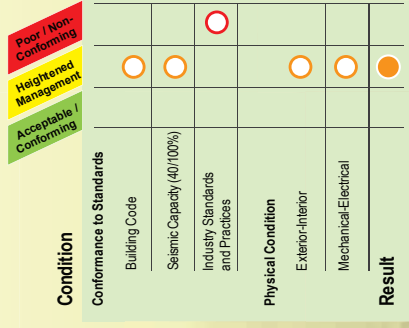 Poor / Non-
Conforming
Heightened
Management
Acceptable /
Conforming
Condition
Conformance to Standards
Building Code
Seismic Capacity (40/100%)
Industry Standards
and Practices
Physical Condition
Exterior-Interior
Mechanical-Electrical
Result